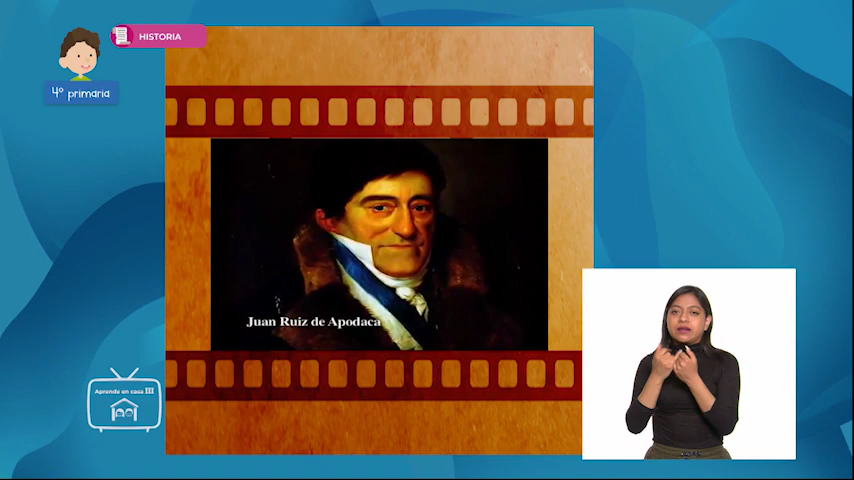 HISTORIA
4º primaria
Juan Ruiz de Apodaca
Aprende en casa III